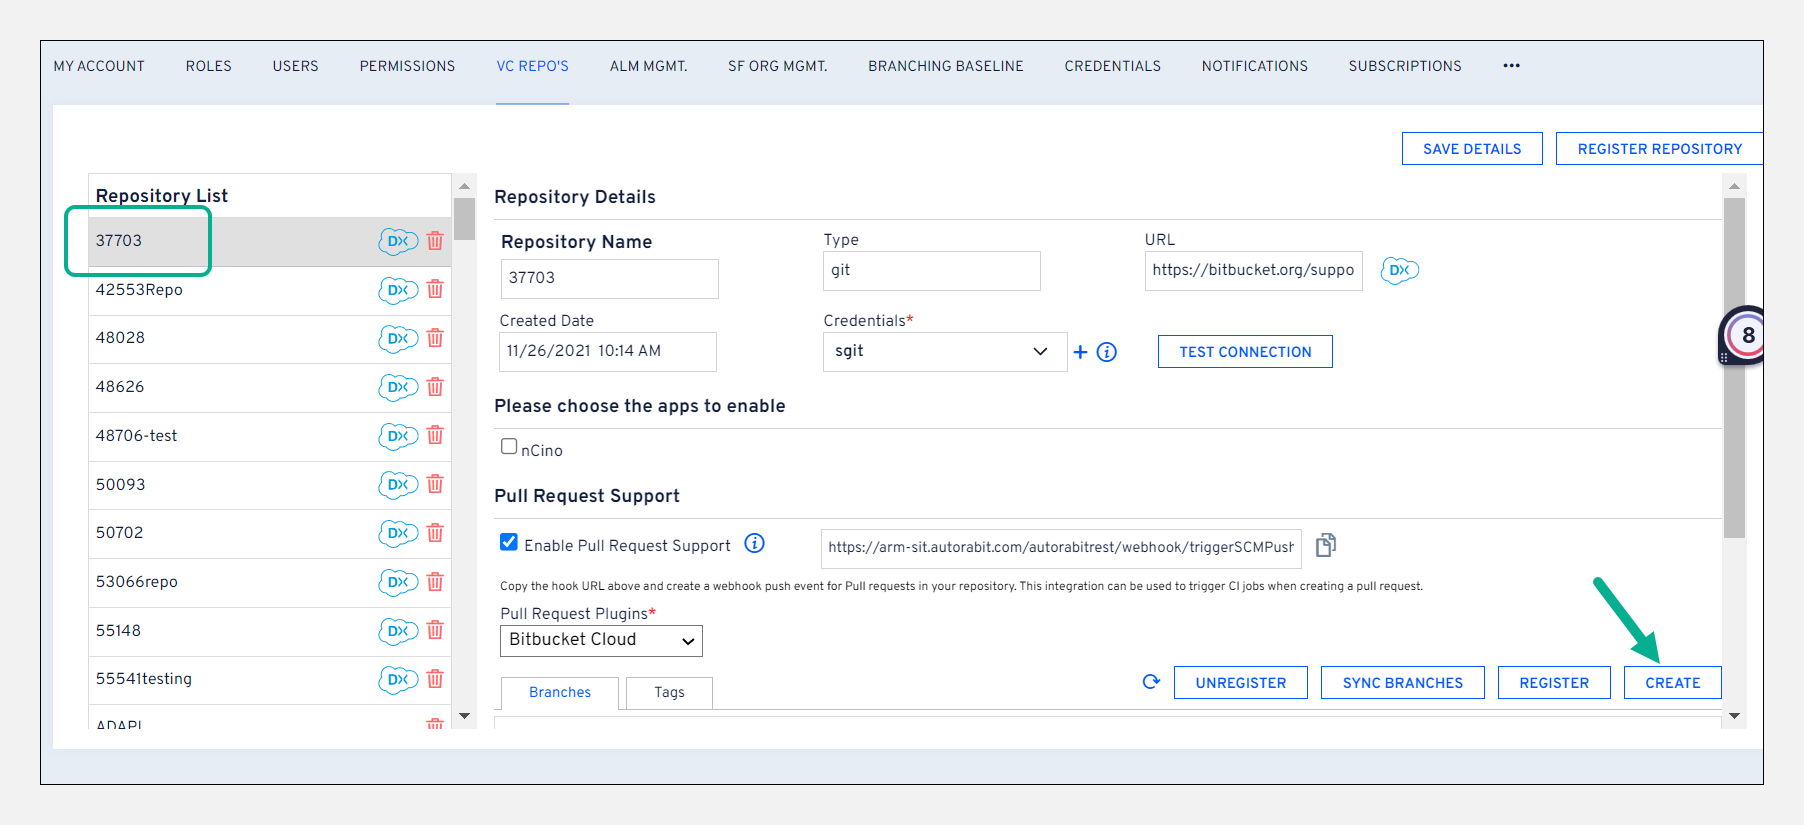 MY ACCOUNT ROLES USERS PERMISSIONS VC REPO'S ALM MGMT. SF ORG MGMT. BRANCHING BASELINE CREDENTIALS NOTIFICATIONS SUBSCRIPTIONS •••
SAVE DETAILS REGISTER REPOSITORY
Repository List
37703 DX
42553Repo DX
48028 DX
48626 DX
48706-test DX
50093 DX
50702 DX
53066repo DX
55148 DX
55541testing DX
ADAPI
Repository Details
Repository Name Type URL
37703 git https://bitbucket.org/suppo DX
Created Date Credentials*
11/26/2021 10:14 AM sgit + i TEST CONNECTION
8
Please choose the apps to enable
nCino
Pull Request Support
Enable Pull Request Support i https://arm-sit.autorabit.com/autorabitrest/webhook/triggerSCMPush
Copy the hook URL above and create a webhook push event for Pull requests in your repository. This integration can be used to trigger CI jobs when creating a pull request.
Pull Request Plugins*
Bitbucket Cloud
Branches Tags UNREGISTER SYNC BRANCHES REGISTER CREATE